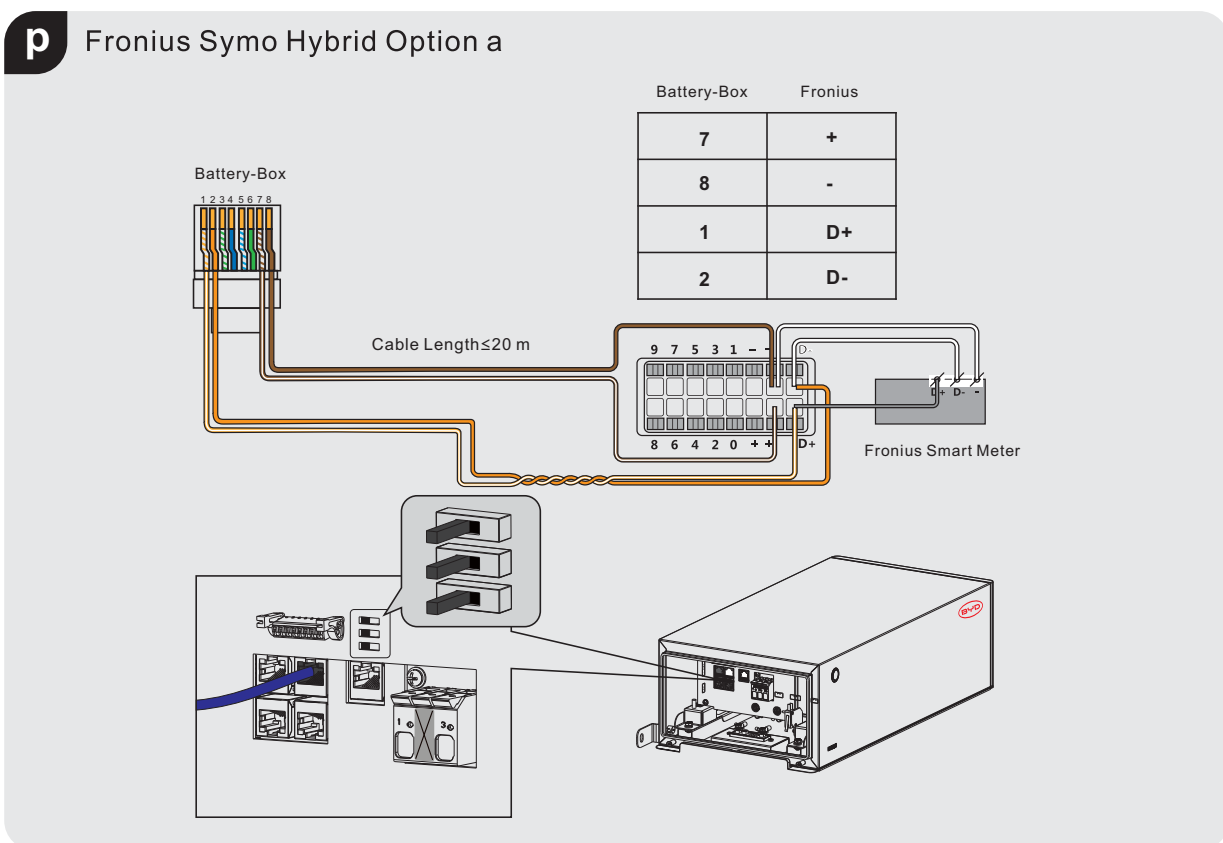 p Fronius Symo Hybrid Option a
Battery-Box Fronius
7 +
8 -
1 D+
2 D-
Battery-Box
1 2 3 4 5 6 7 8
Cable Length≤20 m
9 7 5 3 1 - - D-
D+ D- -
8 6 4 2 0 + + D+
Fronius Smart Meter
BYD
1 3